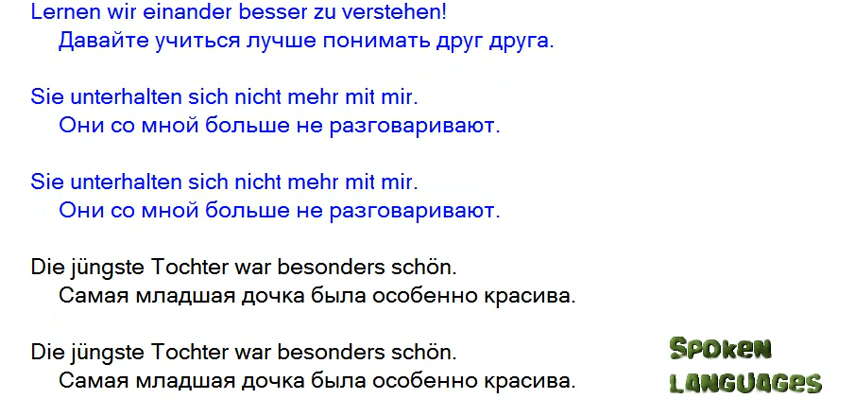 Lernen wir einander besser zu verstehen!
Давайте учиться лучше понимать друг друга.
Sie unterhalten sich nicht mehr mit mir.
Они со мной больше не разговаривают.
Sie unterhalten sich nicht mehr mit mir.
Они со мной больше не разговаривают.
Die jüngste Tochter war besonders schön.
Самая младшая дочка была особенно красива.
Die jüngste Tochter war besonders schön.
Самая младшая дочка была особенно красива.
Spoken
Languages